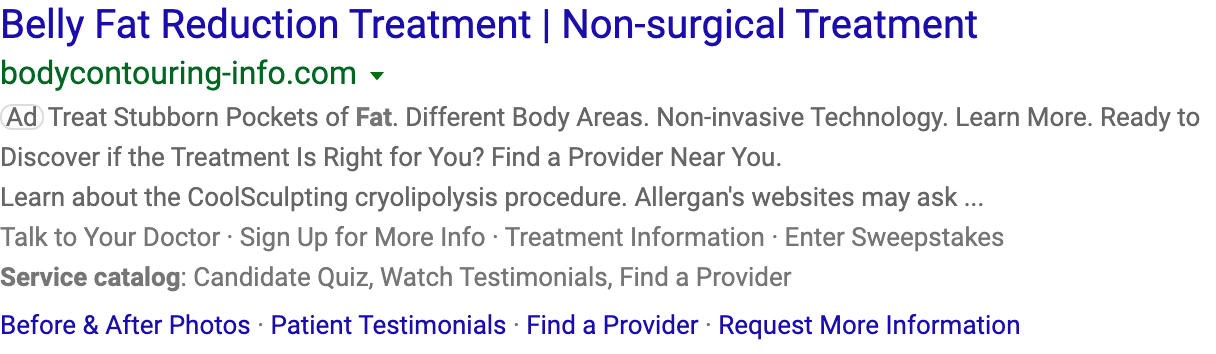 Belly Fat Reduction Treatment | Non-surgical Treatment
bodycontouring-info.com
Ad Treat Stubborn Pockets of Fat. Different Body Areas. Non-invasive Technology. Learn More. Ready to
Discover if the Treatment Is Right for You? Find a Provider Near You.
Learn about the CoolSculpting cryolipolysis procedure. Allergan's websites may ask ...
Talk to Your Doctor · Sign Up for More Info · Treatment Information · Enter Sweepstakes
Service catalog: Candidate Quiz, Watch Testimonials, Find a Provider
Before & After Photos · Patient Testimonials · Find a Provider · Request More Information